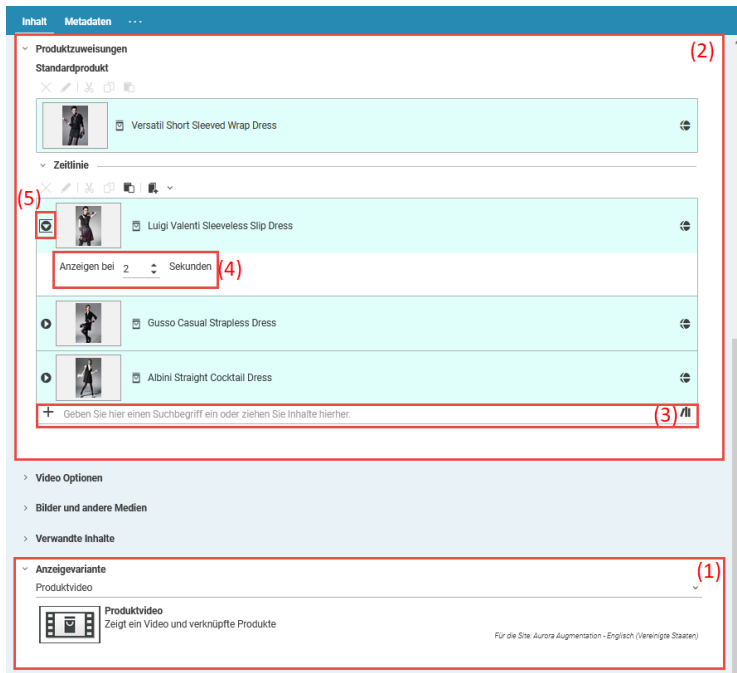 Inhalt Metadaten ...
Produktzuweisungen (2)
Standardprodukt
Versatil Short Sleeved Wrap Dress
Zeitlinie
(5)
Luigi Valenti Sleeveless Slip Dress
Anzeigen bei 2 Sekunden (4)
Gusso Casual Strapless Dress
Albini Straight Cocktail Dress
Geben Sie hier einen Suchbegriff ein oder ziehen Sie Inhalte hierher. (3)
Video Optionen
Bilder und andere Medien
Verwandte Inhalte
Anzeigevariante (1)
Produktvideo
Produktvideo
Zeigt ein Video und verknüpfte Produkte
Für die Site: Aurora Augmentation - Englisch (Vereinigte Staaten)